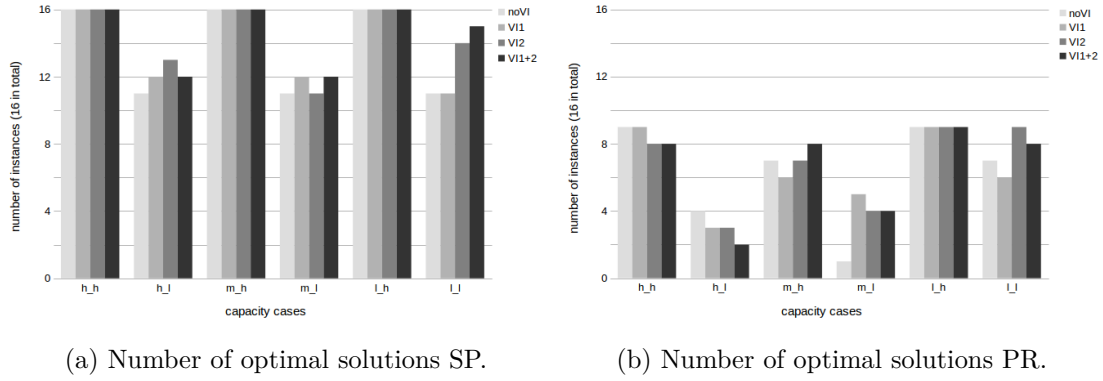 number of instances (16 in total)
16
12
8
4
0
h_h
h_l
m_h
m_l
l_h
l_l
capacity cases
noVI
VI1
VI2
VI1+2
(a) Number of optimal solutions SP.
number of instances (16 in total)
16
12
8
4
0
h_h
h_l
m_h
m_l
l_h
l_l
capacity cases
noVI
VI1
VI2
VI1+2
(b) Number of optimal solutions PR.